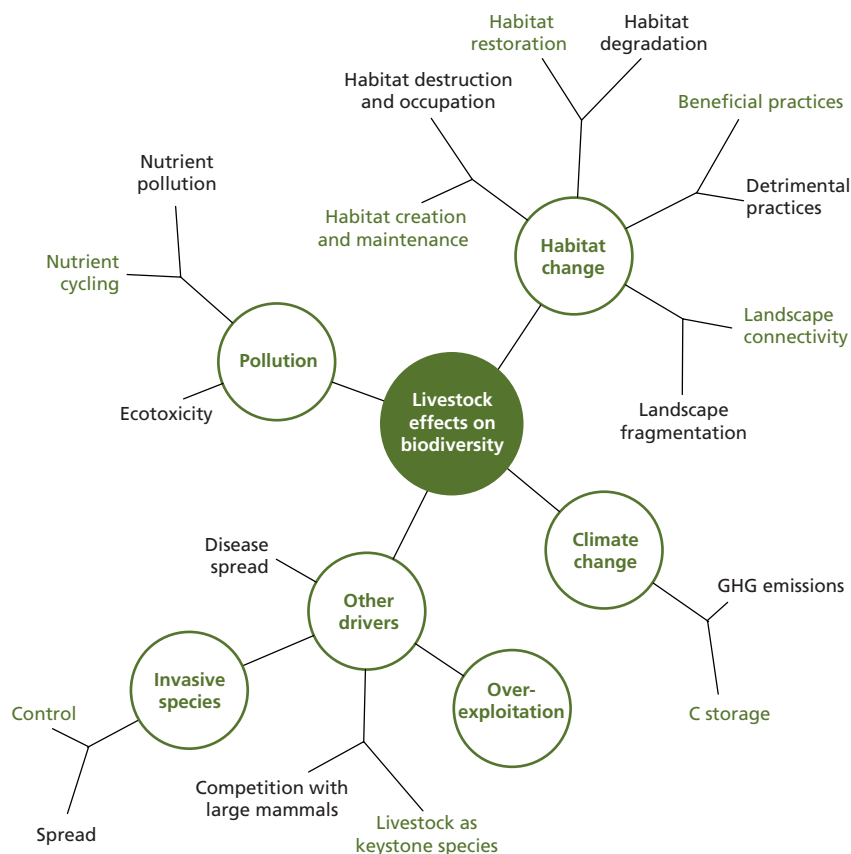 Habitat
restoration
Habitat
degradation
Habitat destruction
and occupation
Beneficial practices
Nutrient
pollution
Detrimental
practices
Habitat creation
and maintenance
Habitat
change
Nutrient
cycling
Landscape
connectivity
Pollution
Livestock
effects on
biodiversity
Ecotoxicity
Landscape
fragmentation
Disease
spread
Climate
change
GHG emissions
Other
drivers
Invasive
species
Over-
exploitation
Control
C storage
Competition with
large mammals
Livestock as
keystone species
Spread